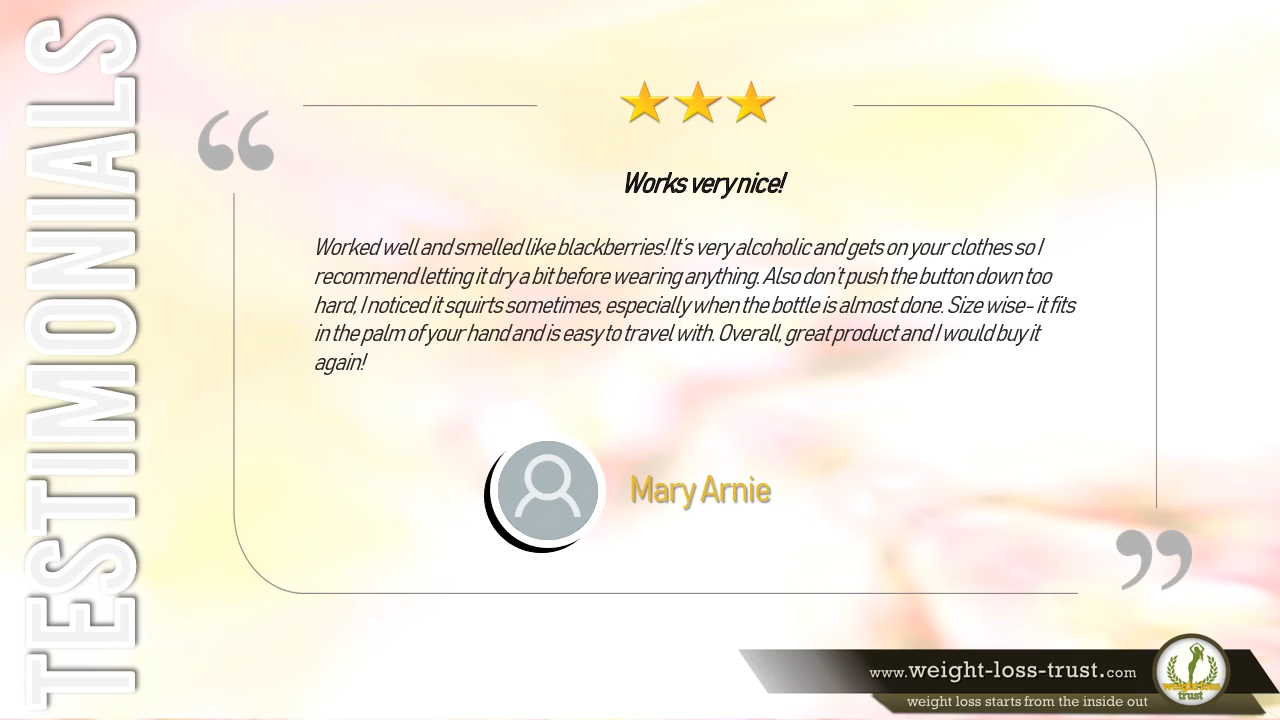 TESTIMONIALS
“
Works very nice!
Worked well and smelled like blackberries! It's very alcoholic and gets on your clothes so I
recommend letting it dry a bit before wearing anything. Also don't push the button down too
hard, I noticed it squirts sometimes, especially when the bottle is almost done. Size wise- it fits
in the palm of your hand and is easy to travel with. Overall, great product and I would buy it
again!
Mary Arnie
”
www.weight-loss-trust.com
weight loss starts from the inside out
weight loss
trust